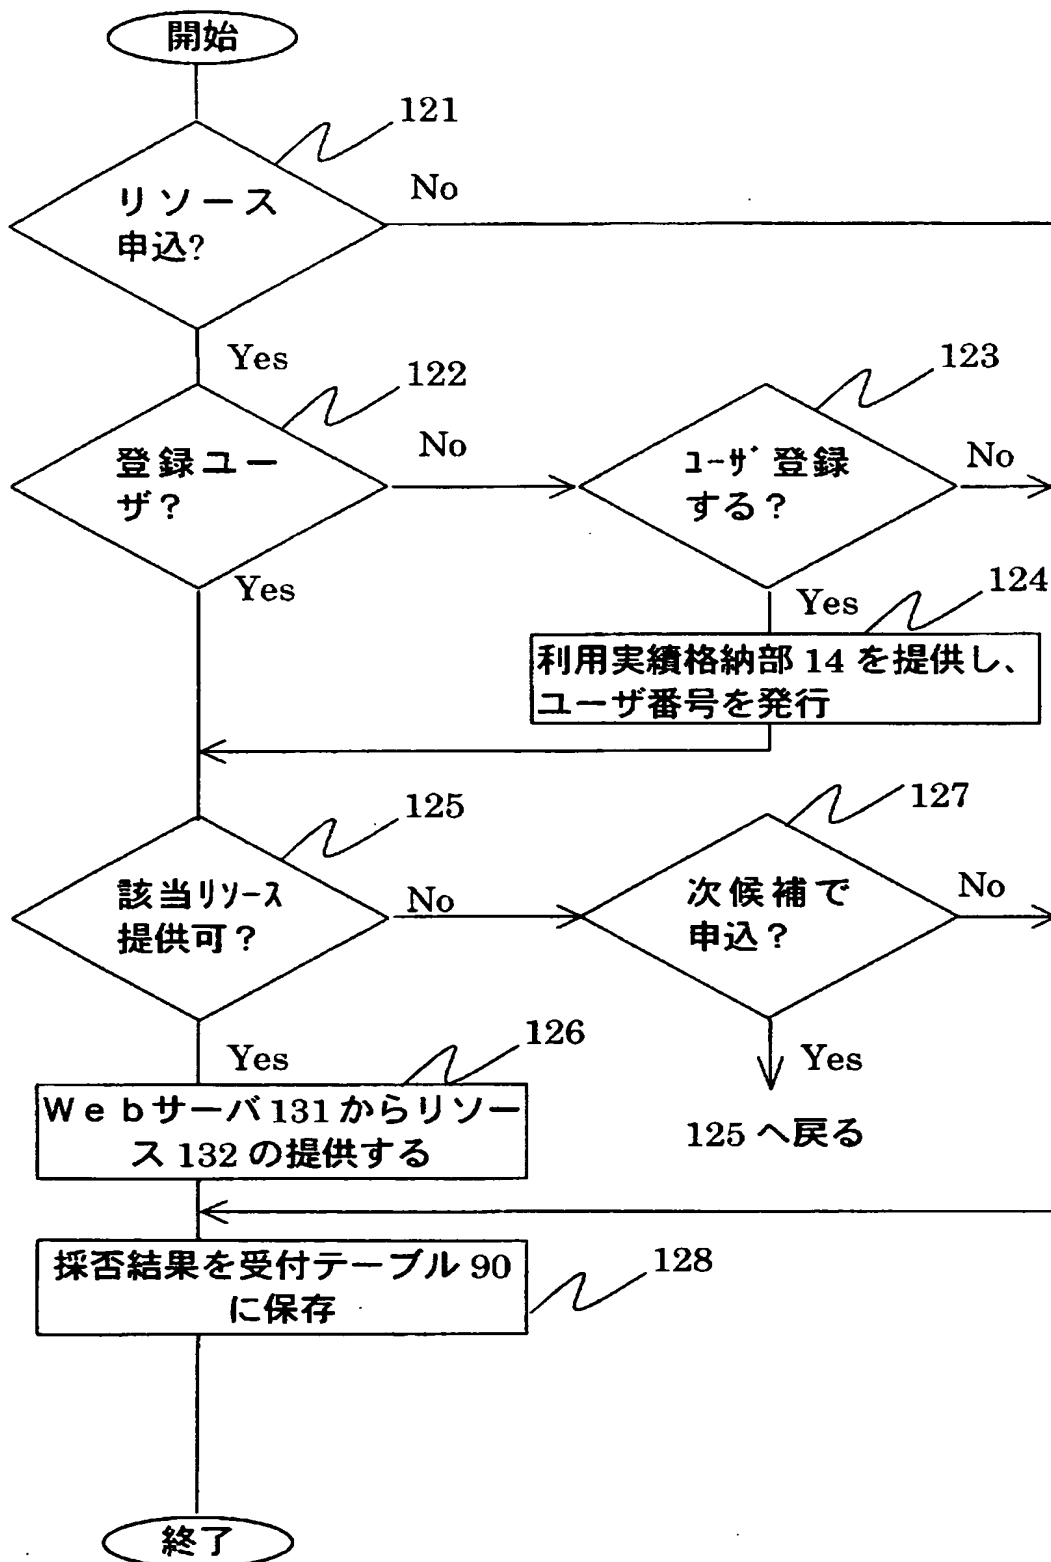 開始
121
リソース
申込?
No
Yes
122
登録ユー
ザ?
No
123
ﾕｰｻﾞ登録
する?
No
Yes
Yes
124
利用実績格納部 14 を提供し、
ユーザ番号を発行
125
該当ﾘｿｰｽ
提供可?
No
127
次候補で
申込?
No
Yes
126
Yes
Webサーバ 131 からリソー
ス 132 の提供する
125 へ戻る
採否結果を受付テーブル 90
に保存
128
終了